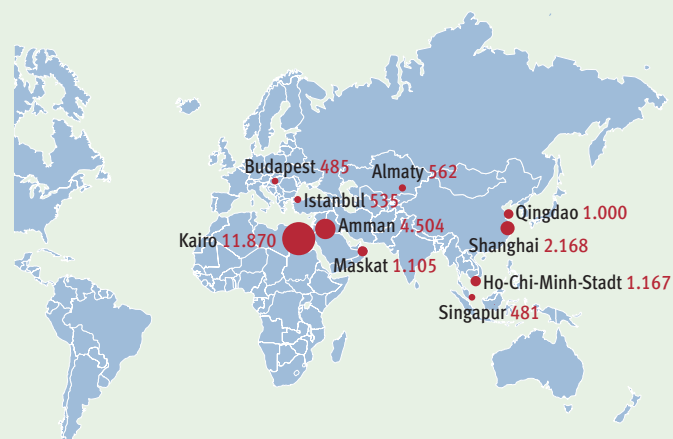 Budapest 485
Almaty 562
Istanbul 535
Qingdao 1.000
Amman 4.504
Kairo 11.870
Shanghai 2.168
Maskat 1.105
Ho-Chi-Minh-Stadt 1.167
Singapur 481